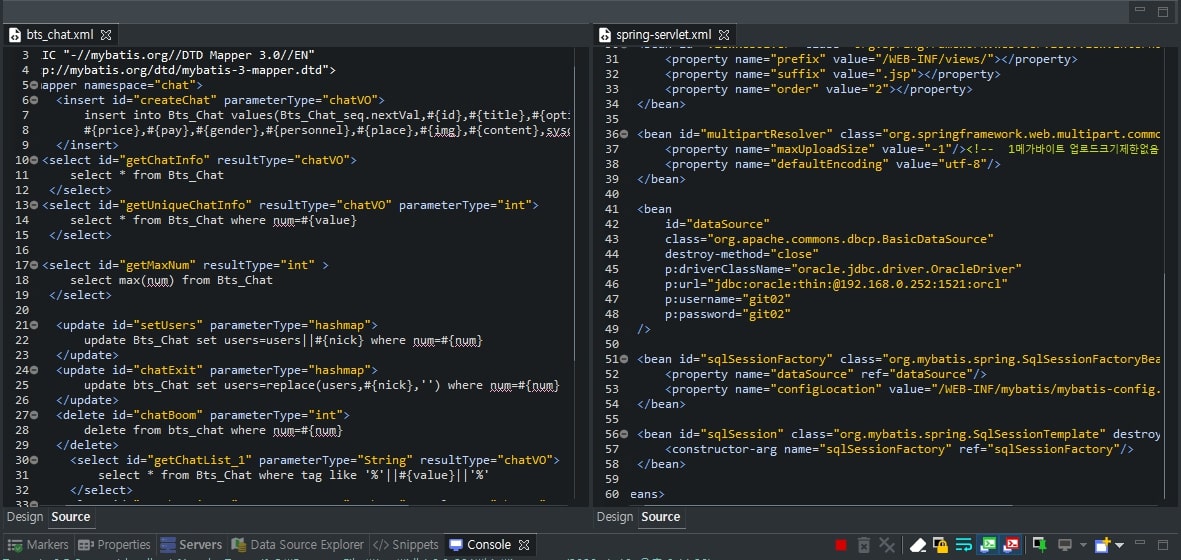 bts_chat.xml
3 IC "-//mybatis.org//DTD Mapper 3.0//EN"
4 p://mybatis.org/dtd/mybatis-3-mapper.dtd">
5 apper namespace="chat">
6 <insert id="createChat" parameterType="chatVO">
7 insert into Bts_Chat values(Bts_Chat_seq.nextVal,#{id},#{title},#{opti
8 #{price},#{pay},#{gender},#{personnel},#{place},#{img},#{content},sysd
9 </insert>
10 <select id="getChatInfo" resultType="chatVO">
11 select * from Bts_Chat
12 </select>
13 <select id="getUniqueChatInfo" resultType="chatVO" parameterType="int">
14 select * from Bts_Chat where num=#{value}
15 </select>
16
17 <select id="getMaxNum" resultType="int" >
18 select max(num) from Bts_Chat
19 </select>
20
21 <update id="setUsers" parameterType="hashmap">
22 update Bts_Chat set users=users||#{nick} where num=#{num}
23 </update>
24 <update id="chatExit" parameterType="hashmap">
25 update bts_Chat set users=replace(users,#{nick},'') where num=#{num}
26 </update>
27 <delete id="chatBoom" parameterType="int">
28 delete from bts_chat where num=#{num}
29 </delete>
30 <select id="getChatList_1" parameterType="String" resultType="chatVO">
31 select * from Bts_Chat where tag like '%'||#{value}||'%'
32 </select>
33
Design Source
spring-servlet.xml
31 <property name="prefix" value="/WEB-INF/views/"></property>
32 <property name="suffix" value=".jsp"></property>
33 <property name="order" value="2"></property>
34 </bean>
35
36 <bean id="multipartResolver" class="org.springframework.web.multipart.commo
37 <property name="maxUploadSize" value="-1"/><!-- 1메가바이트 업로드크기제한없음
38 <property name="defaultEncoding" value="utf-8"/>
39 </bean>
40
41 <bean
42 id="dataSource"
43 class="org.apache.commons.dbcp.BasicDataSource"
44 destroy-method="close"
45 p:driverClassName="oracle.jdbc.driver.OracleDriver"
46 p:url="jdbc:oracle:thin:@192.168.0.252:1521:orcl"
47 p:username="git02"
48 p:password="git02"
49 />
50
51 <bean id="sqlSessionFactory" class="org.mybatis.spring.SqlSessionFactoryBea
52 <property name="dataSource" ref="dataSource"/>
53 <property name="configLocation" value="/WEB-INF/mybatis/mybatis-config.
54 </bean>
55
56 <bean id="sqlSession" class="org.mybatis.spring.SqlSessionTemplate" destroy
57 <constructor-arg name="sqlSessionFactory" ref="sqlSessionFactory"/>
58 </bean>
59
60 eans>
Design Source
Markers Properties Servers Data Source Explorer Snippets Console